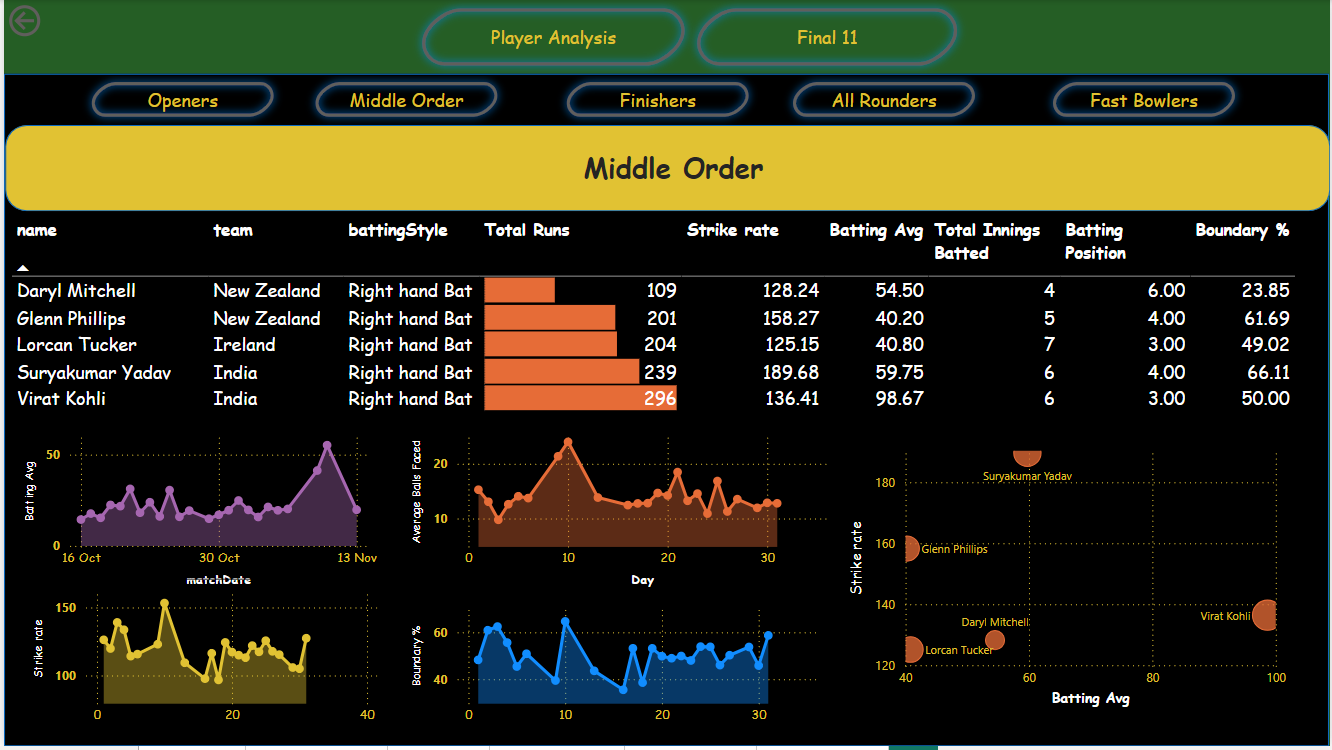 Player Analysis Final 11
Openers Middle Order Finishers All Rounders Fast Bowlers
Middle Order
name team battingStyle Total Runs Strike rate Batting Avg Total Innings Batted Batting Position Boundary %
Daryl Mitchell New Zealand Right hand Bat 109 128.24 54.50 4 6.00 23.85
Glenn Phillips New Zealand Right hand Bat 201 158.27 40.20 5 4.00 61.69
Lorcan Tucker Ireland Right hand Bat 204 125.15 40.80 7 3.00 49.02
Suryakumar Yadav India Right hand Bat 239 189.68 59.75 6 4.00 66.11
Virat Kohli India Right hand Bat 296 136.41 98.67 6 3.00 50.00
Batting Avg
50
0
16 Oct 30 Oct 13 Nov
matchDate
Average Balls Faced
20
10
0 10 20 30
Day
Strike rate
150
100
0 20 40
Boundary %
60
40
0 10 20 30
Strike rate
180
160
140
120
Suryakumar Yadav
Glenn Phillips
Virat Kohli
Daryl Mitchell
Lorcan Tucker
40 60 80 100
Batting Avg